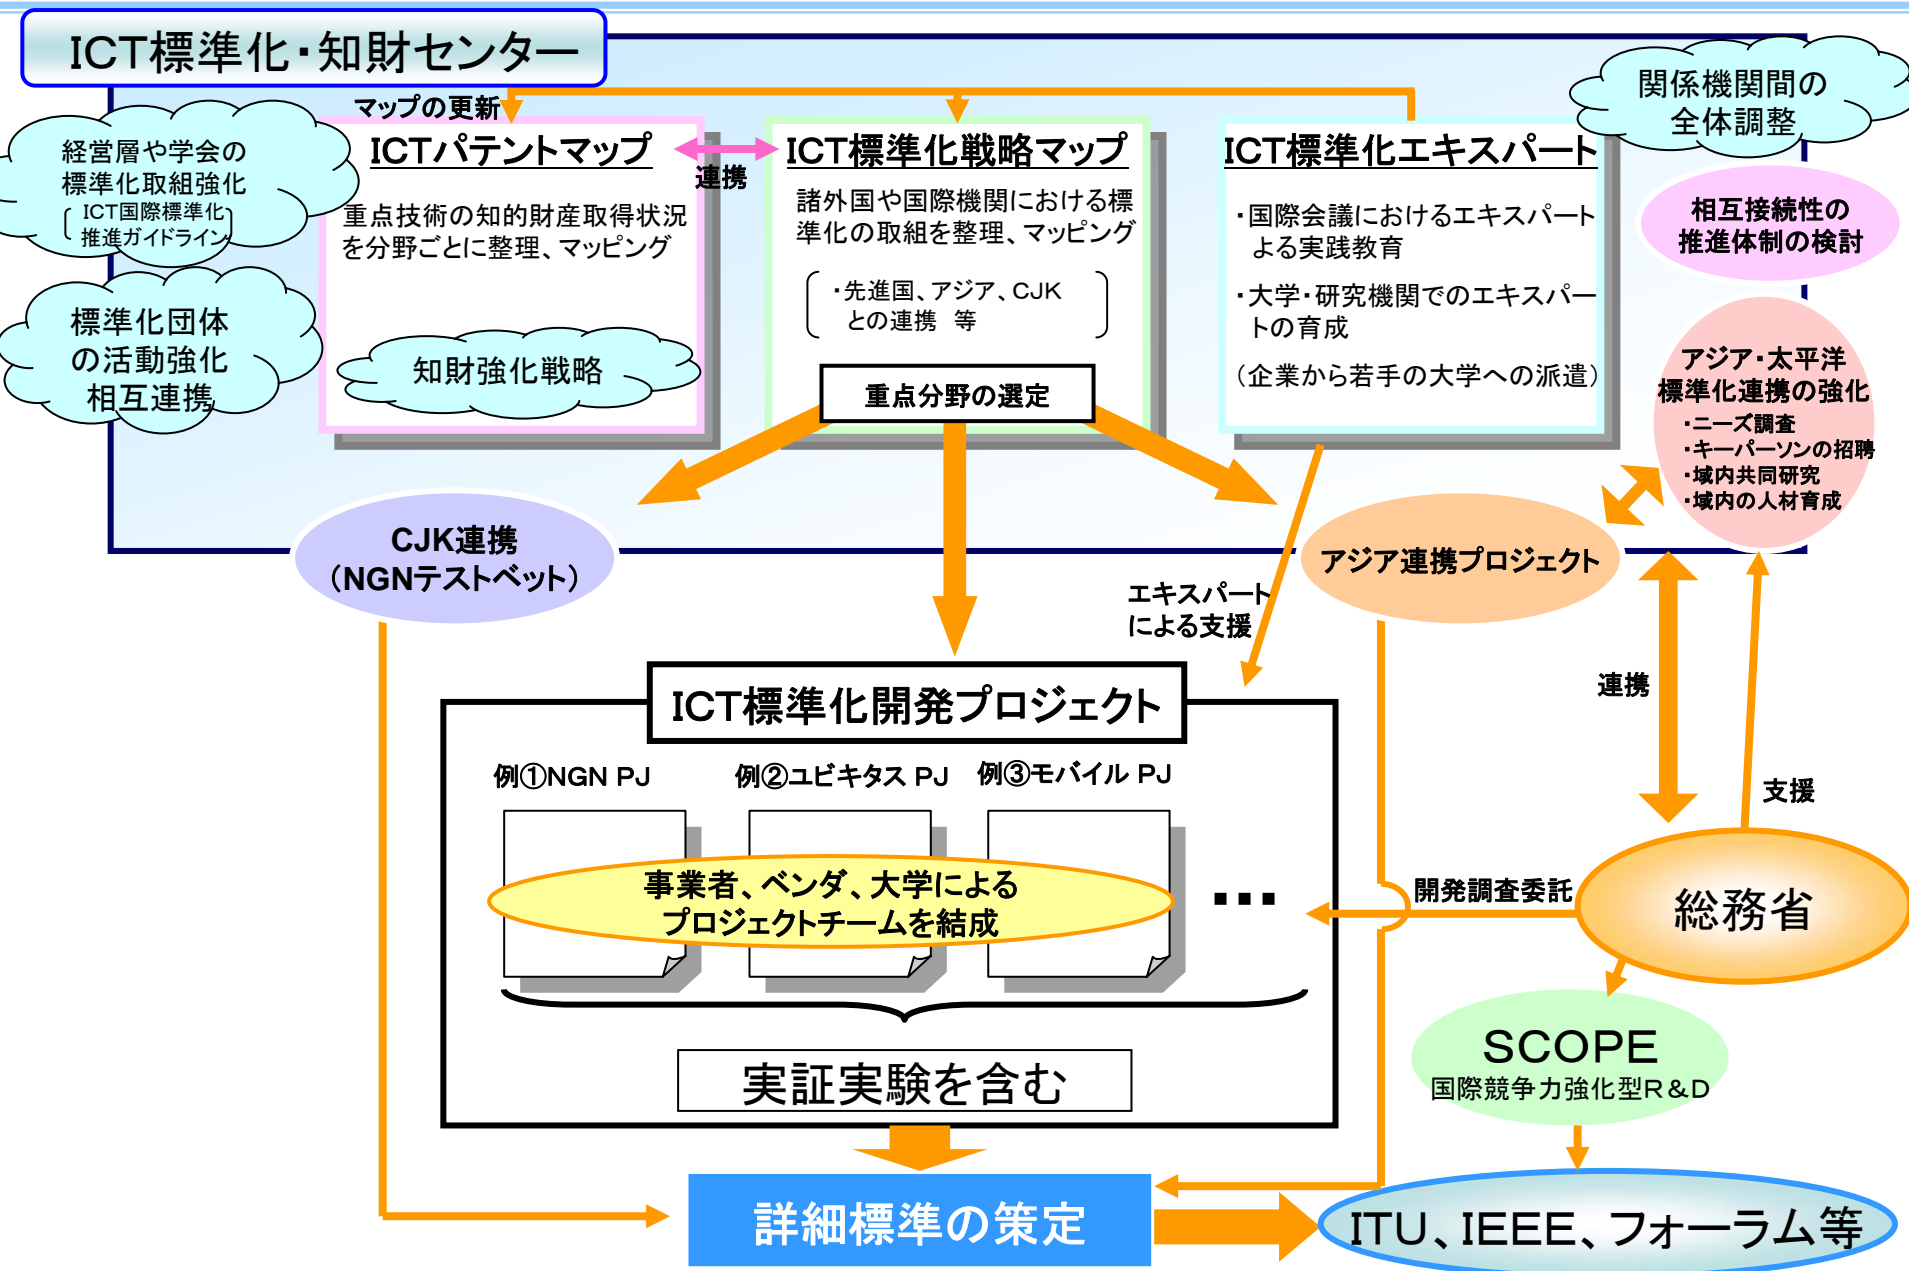 ICT標準化・知財センター
関係機関間の
全体調整
マップの更新
経営層や学会の
標準化取組強化
ICT国際標準化
推進ガイドライン
ICTパテントマップ
連携
重点技術の知的財産取得状況
を分野ごとに整理、マッピング
知財強化戦略
ICT標準化戦略マップ
諸外国や国際機関における標
準化の取組を整理、マッピング
・先進国、アジア、CJK
との連携 等
重点分野の選定
ICT標準化エキスパート
・国際会議におけるエキスパート
よる実践教育
・大学・研究機関でのエキスパー
トの育成
(企業から若手の大学への派遣)
相互接続性の
推進体制の検討
標準化団体
の活動強化
相互連携
アジア・太平洋
標準化連携の強化
・ニーズ調査
・キーパーソンの招聘
・域内共同研究
・域内の人材育成
CJK連携
(NGNテストベット)
アジア連携プロジェクト
エキスパート
による支援
連携
支援
ICT標準化開発プロジェクト
例①NGN PJ
例②ユビキタス PJ
例③モバイル PJ
事業者、ベンダ、大学による
プロジェクトチームを結成
…
開発調査委託
総務省
実証実験を含む
SCOPE
国際競争力強化型R&D
詳細標準の策定
ITU、IEEE、フォーラム等